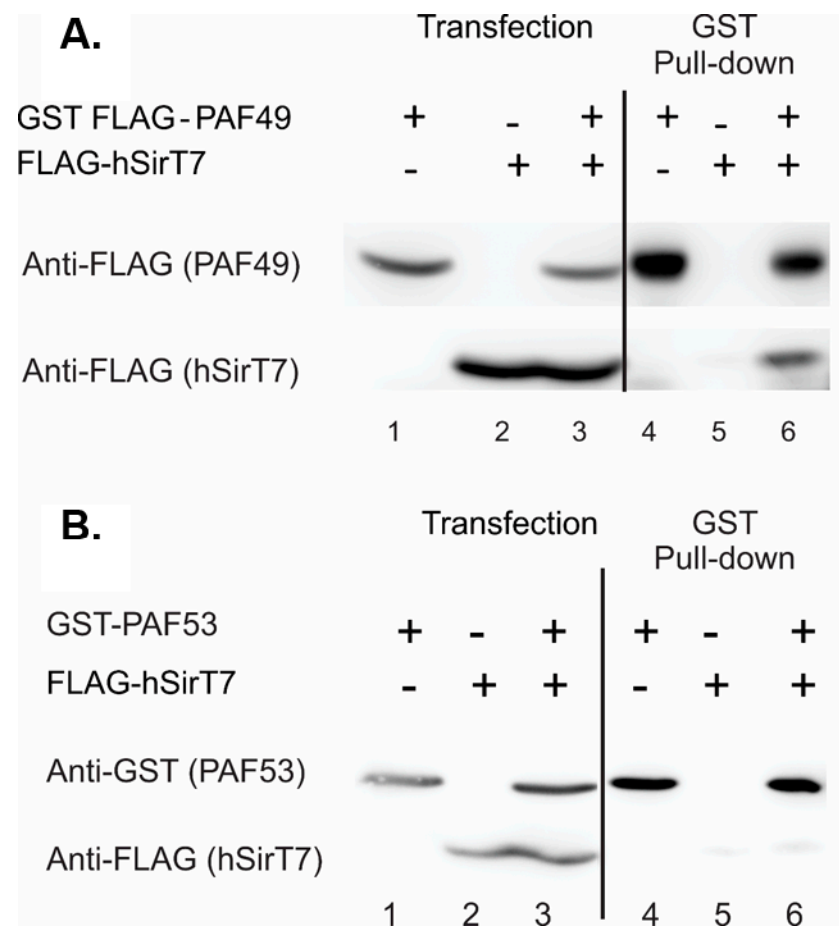 A.
Transfection GST
Pull-down
GST FLAG-PAF49 + - + + - +
FLAG-hSirT7 - + + - + +
Anti-FLAG (PAF49)
Anti-FLAG (hSirT7)
1 2 3 4 5 6
B.
Transfection GST
Pull-down
GST-PAF53 + - + + - +
FLAG-hSirT7 - + + - + +
Anti-GST (PAF53)
Anti-FLAG (hSirT7)
1 2 3 4 5 6